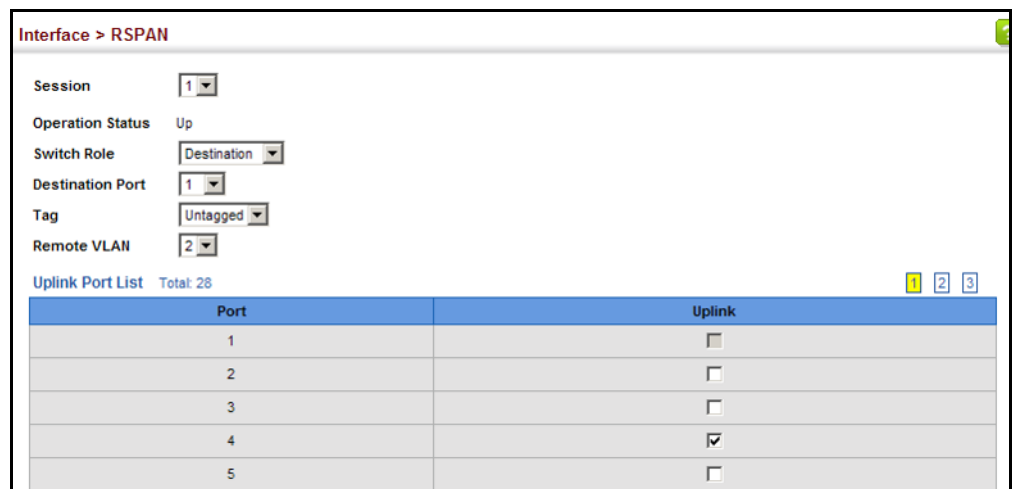 Interface > RSPAN
?
Session 1
Operation Status Up
Switch Role Destination
Destination Port 1
Tag Untagged
Remote VLAN 2
Uplink Port List Total: 28 1 2 3
Port Uplink
1
2
3
4
5